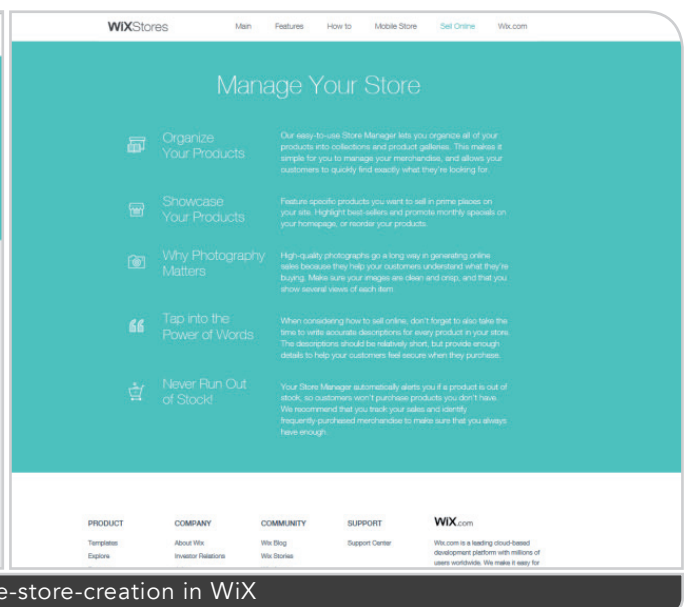 WiXStores Main Features How to Mobile Store Sell Online Wix.com
Manage Your Store
Organize
Your Products
Our easy-to-use Store Manager lets you organize all of your
products into collections and product galleries. This makes it
simple for you to manage your merchandise, and allows your
customers to quickly find exactly what they're looking for.
Showcase
Your Products
Feature specific products you want to sell in prime places on
your site. Highlight best-sellers and promote monthly specials on
your homepage, or reorder your products.
Why Photography
Matters
High-quality photographs go a long way in generating online
sales because they help your customers understand what they're
buying. Make sure your images are clean and crisp, and that you
show several views of each item
Tap into the
Power of Words
When considering how to sell online, don't forget to also take the
time to write accurate descriptions for every product in your store
The descriptions should be relatively short, but provide enough
details to help your customers feel secure when they purchase.
Never Run Out
of Stock!
Your Store Manager automatically alerts you if a product is out of
stock, so customers won't purchase products you don't have.
We recommend that you track your sales and identify
frequently-purchased merchandise to make sure that you always
have enough
PRODUCT COMPANY COMMUNITY SUPPORT WiX.com
Templates About Wix Wix Blog Support Center Wix.com is a leading cloud-based
Explore Investor Relations Wix Stories development platform with millions of
users worldwide. We make it easy for
e-store-creation in WiX